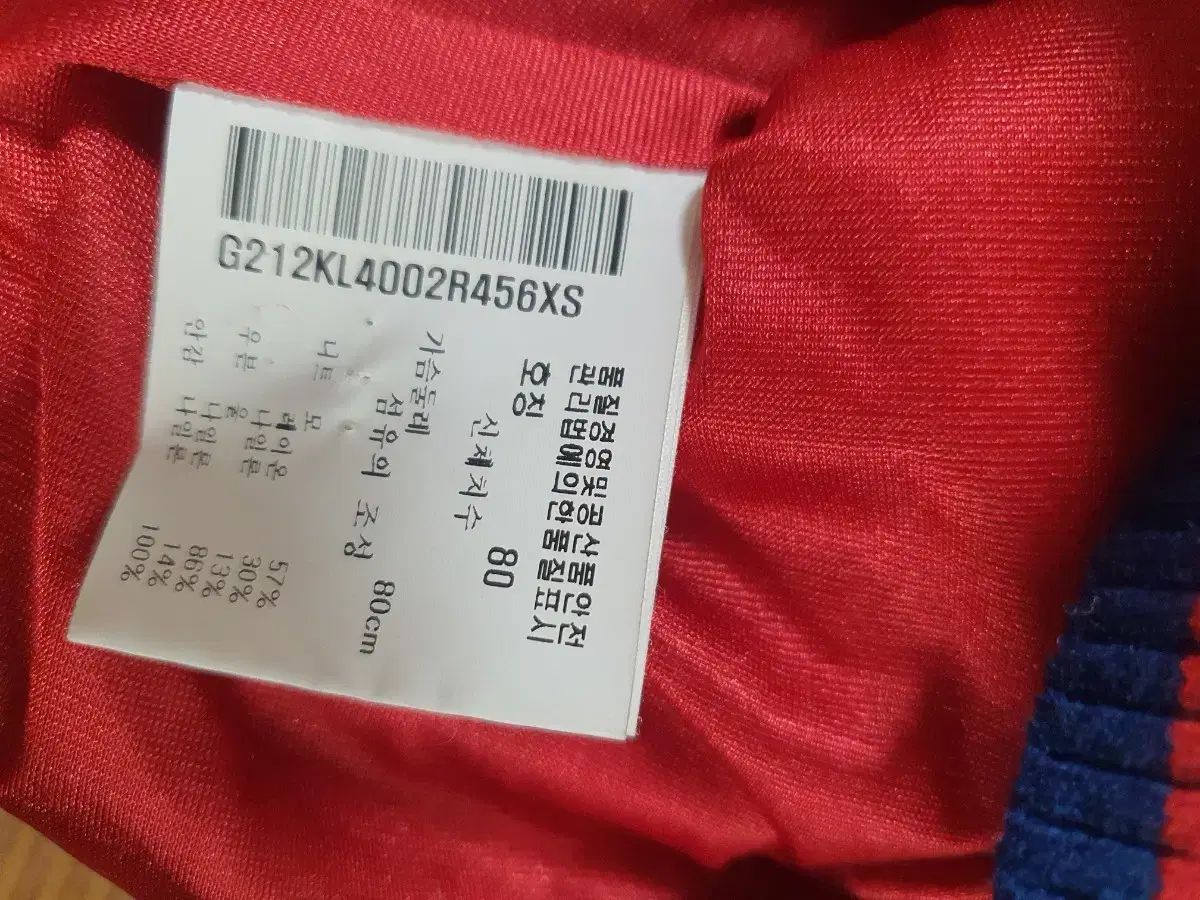 G212KL4002R456XS
품질경영및공산품안전
관리법에의한품질표시
호칭 80
신체치수
가슴둘레 80cm
섬유의 조성
니트 모 57%
레이온 30%
나일론 13%
우븐 울 86%
나일론 14%
안감 나일론 100%